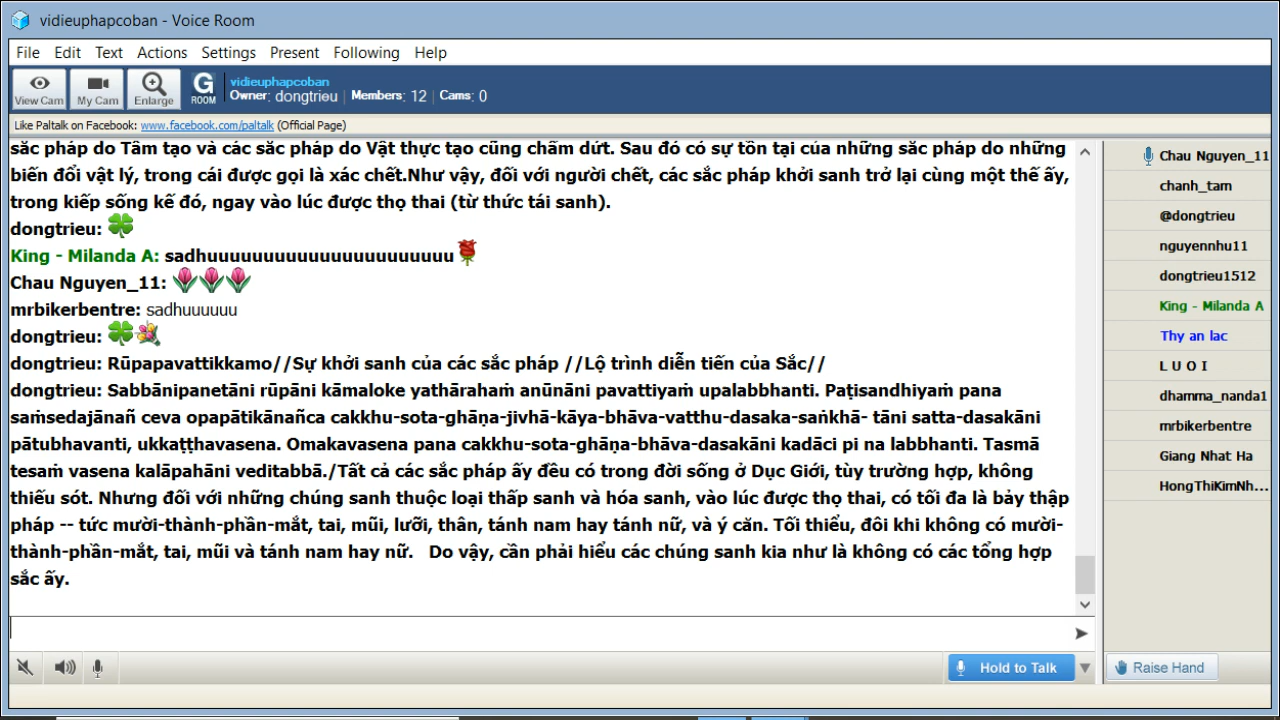 vidieuphapcoban - Voice Room
File Edit Text Actions Settings Present Following Help
View Cam My Cam Enlarge G ROOM
vidieuphapcoban
Owner: dongtrieu | Members: 12 | Cams: 0
Like Paltalk on Facebook: www.facebook.com/paltalk (Official Page)
sắc pháp do Tâm tạo và các sắc pháp do Vật thực tạo cũng chấm dứt. Sau đó có sự tồn tại của những sắc pháp do những
biến đổi vật lý, trong cái được gọi là xác chết.Như vậy, đối với người chết, các sắc pháp khởi sanh trở lại cùng một thế ấy,
trong kiếp sống kế đó, ngay vào lúc được thọ thai (từ thức tái sanh).
dongtrieu:
King - Milanda A: sadhuuuuuuuuuuuuuuuuuuuuuu
Chau Nguyen_11:
mrbikerbentre: sadhuuuuuu
dongtrieu:
dongtrieu: Rūpapavattikkamo//Sự khởi sanh của các sắc pháp //Lộ trình diễn tiến của Sắc//
dongtrieu: Sabbānipanetāni rūpāni kāmaloke yathārahaṁ anūnāni pavattiyaṁ upalabbhanti. Paṭisandhiyaṁ pana
saṁsedajānañ ceva opapātikānañca cakkhu-sota-ghāṇa-jivhā-kāya-bhāva-vatthu-dasaka-saṅkhā- tāni satta-dasakāni
pātubhavanti, ukkaṭṭhavasena. Omakavasena pana cakkhu-sota-ghāṇa-bhāva-dasakāni kadāci pi na labbhanti. Tasmā
tesaṁ vasena kalāpahāni veditabbā./Tất cả các sắc pháp ấy đều có trong đời sống ở Dục Giới, tùy trường hợp, không
thiếu sót. Nhưng đối với những chúng sanh thuộc loại thấp sanh và hóa sanh, vào lúc được thọ thai, có tối đa là bảy thập
pháp -- tức mười-thành-phần-mắt, tai, mũi, lưỡi, thân, tánh nam hay tánh nữ, và ý căn. Tối thiểu, đôi khi không có mười-
thành-phần-mắt, tai, mũi và tánh nam hay nữ. Do vậy, cần phải hiểu các chúng sanh kia như là không có các tổng hợp
sắc ấy.
Chau Nguyen_11
chanh_tam
@dongtrieu
nguyennhu11
dongtrieu1512
King - Milanda A
Thy an lac
L U O I
dhamma_nanda1
mrbikerbentre
Giang Nhat Ha
HongThiKimNh...
Hold to Talk
Raise Hand